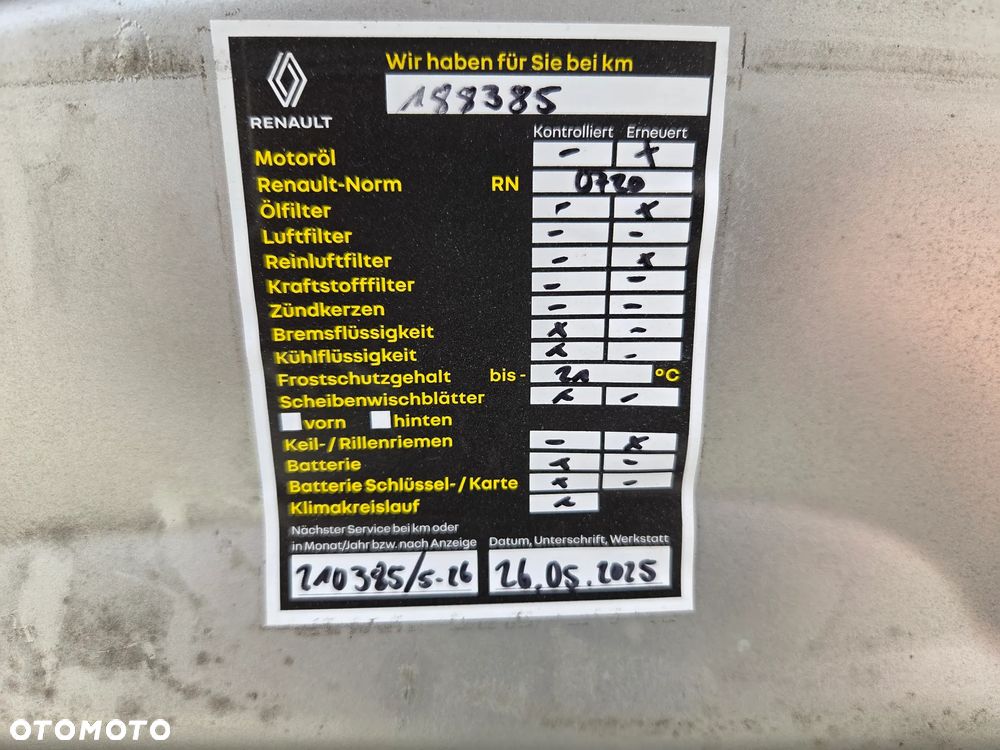 Wir haben für Sie bei km
188385
RENAULT
Kontrolliert Erneuert
Motoröl - x
Renault-Norm RN 0720
Ölfilter - x
Luftfilter - -
Reinluftfilter - x
Kraftstofffilter - -
Zündkerzen - -
Bremsflüssigkeit x -
Kühlflüssigkeit x -
Frostschutzgehalt bis - 21 °C
Scheibenwischblätter x -
vorn hinten
Keil-/Rillenriemen - x
Batterie x -
Batterie Schlüssel-/Karte x -
Klimakreislauf x
Nächster Service bei km oder
in Monat/Jahr bzw. nach Anzeige Datum, Unterschrift, Werkstatt
210385/5-26 26.05.2025
OTOMOTO